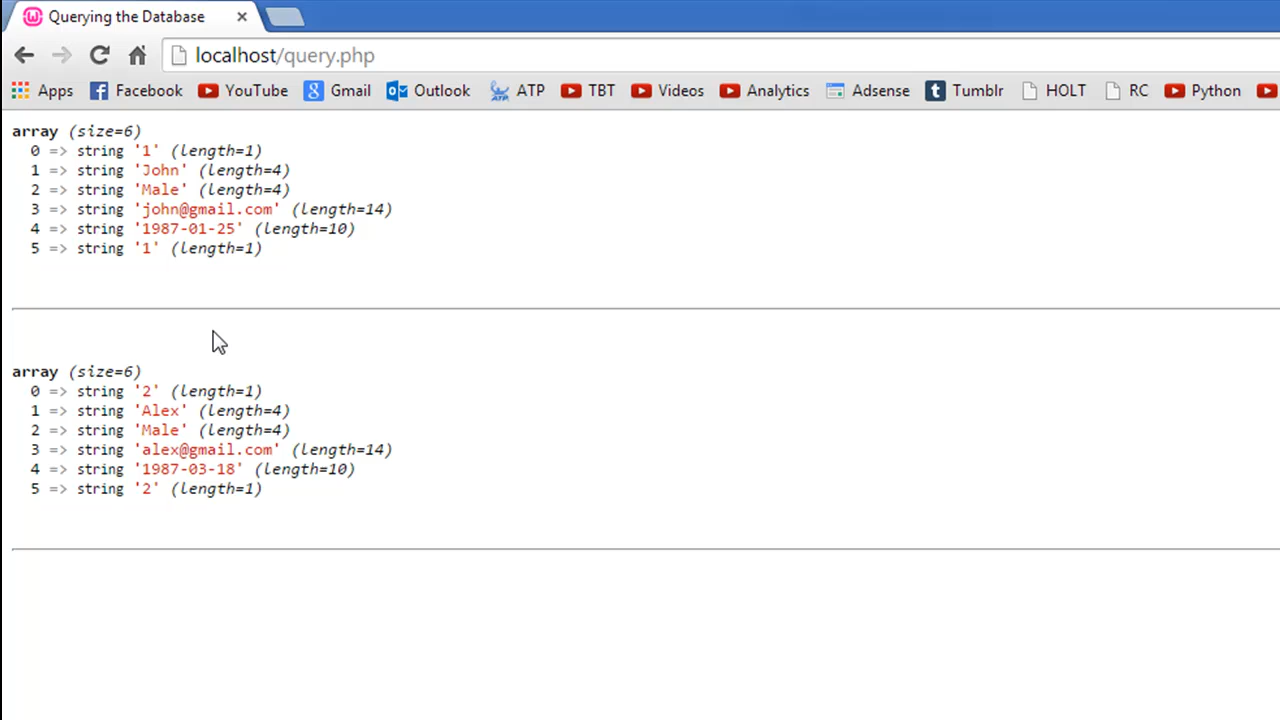 Querying the Database
localhost/query.php
Apps Facebook YouTube Gmail Outlook ATP TBT Videos Analytics Adsense Tumblr HOLT RC Python
array (size=6)
0 => string '1' (length=1)
1 => string 'John' (length=4)
2 => string 'Male' (length=4)
3 => string 'john@gmail.com' (length=14)
4 => string '1987-01-25' (length=10)
5 => string '1' (length=1)
array (size=6)
0 => string '2' (length=1)
1 => string 'Alex' (length=4)
2 => string 'Male' (length=4)
3 => string 'alex@gmail.com' (length=14)
4 => string '1987-03-18' (length=10)
5 => string '2' (length=1)